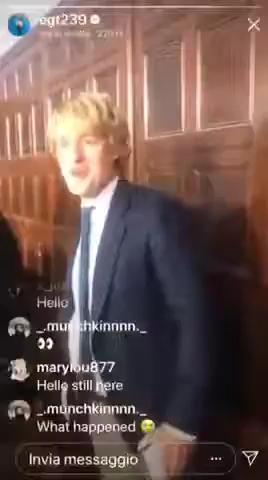 egt239
Hello
_.munchkinnnn._
👀
marylou877
Hello still here
_.munchkinnnn._
What happened 😢
Invia messaggio